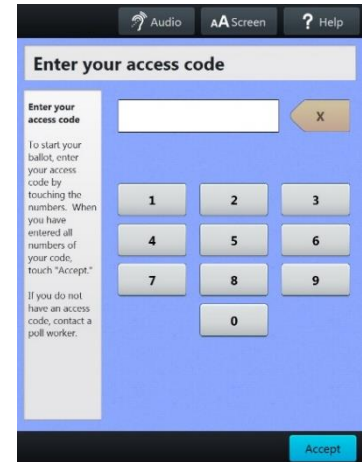 Audio
AA Screen
? Help
Enter your access code
Enter your
access code
To start your
ballot, enter
your access
code by
touching the
numbers. When
you have
entered all
numbers of
your code,
touch "Accept."
If you do not
have an access
code, contact a
poll worker.
X
1 2 3
4 5 6
7 8 9
0
Accept